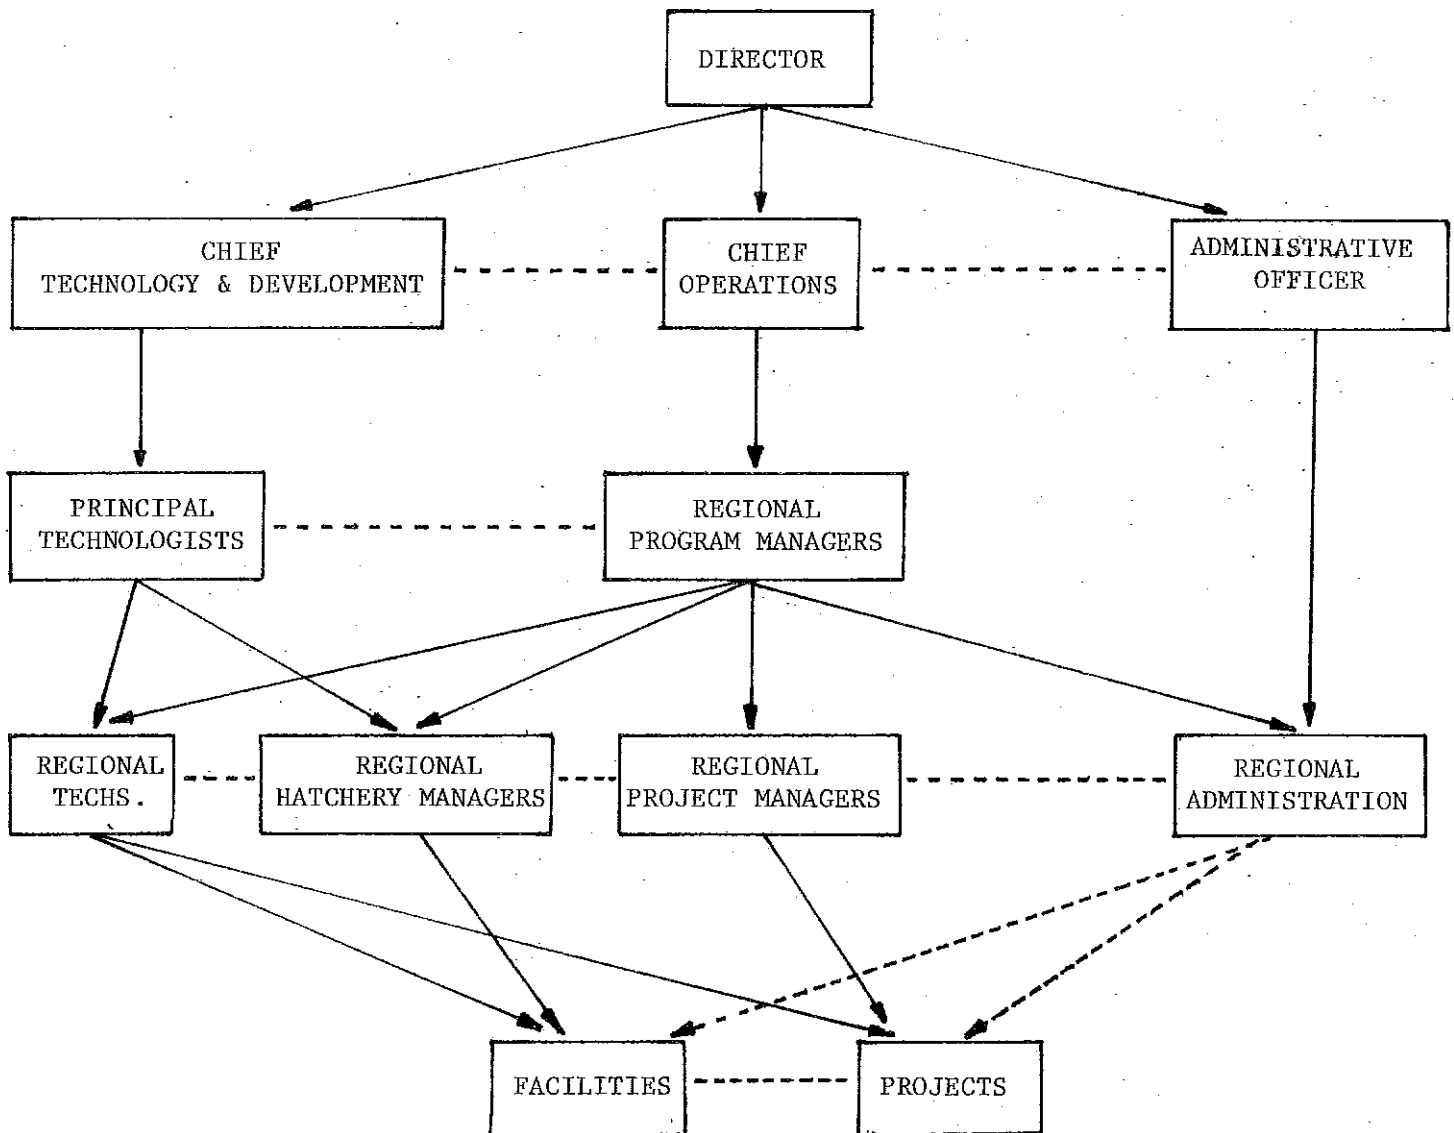 DIRECTOR
CHIEF
TECHNOLOGY & DEVELOPMENT
CHIEF
OPERATIONS
ADMINISTRATIVE
OFFICER
PRINCIPAL
TECHNOLOGISTS
REGIONAL
PROGRAM MANAGERS
REGIONAL
TECHS.
REGIONAL
HATCHERY MANAGERS
REGIONAL
PROJECT MANAGERS
REGIONAL
ADMINISTRATION
FACILITIES
PROJECTS